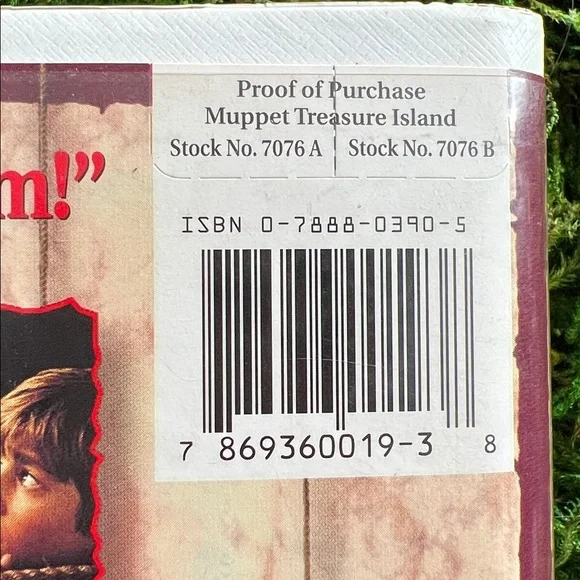 Proof of Purchase
Muppet Treasure Island
Stock No. 7076 A Stock No. 7076 B
m!”
ISBN 0-7888-0390-5
7 869360019-3 8